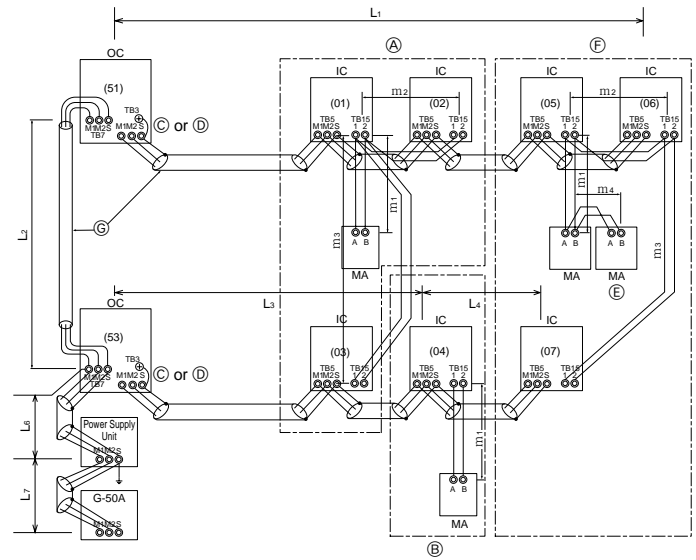 L1
A
F
OC
IC
IC
IC
IC
(51)
(01)
m2
(02)
(05)
m2
(06)
TB3
C or D
M1M2S
TB7
M1M2S
TB5
M1M2S
TB15
1 2
TB5
M1M2S
TB15
1 2
TB5
M1M2S
TB15
1 2
TB5
M1M2S
TB15
1 2
L2
G
m3
m1
m1
m4
m3
A B
MA
A B
MA
A B
MA
E
OC
L3
IC
IC
L4
IC
(53)
(03)
(04)
(07)
TB3
C or D
M1M2S
TB7
M1M2S
TB5
M1M2S
TB15
1 2
TB5
M1M2S
TB15
1 2
TB5
M1M2S
TB15
1 2
L6
Power Supply
Unit
M1M2S
m1
L7
G-50A
M1M2S
A B
MA
B